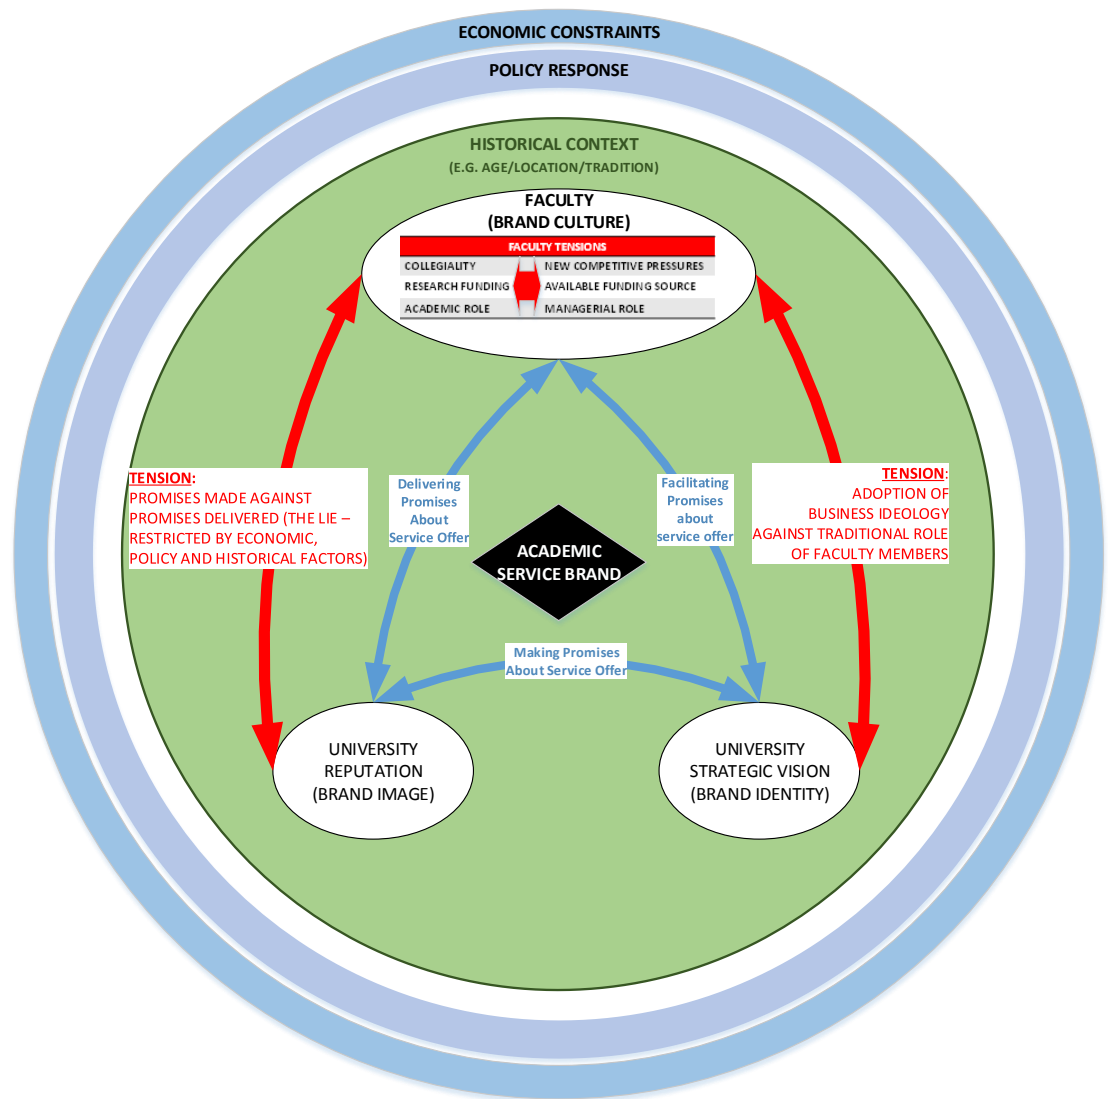 ECONOMIC CONSTRAINTS
POLICY RESPONSE
HISTORICAL CONTEXT
(E.G. AGE/LOCATION/TRADITION)
FACULTY
(BRAND CULTURE)
FACULTY TENSIONS
COLLEGIALITY NEW COMPETITIVE PRESSURES
RESEARCH FUNDING AVAILABLE FUNDING SOURCE
ACADEMIC ROLE MANAGERIAL ROLE
TENSION:
PROMISES MADE AGAINST
PROMISES DELIVERED (THE LIE –
RESTRICTED BY ECONOMIC,
POLICY AND HISTORICAL FACTORS)
Delivering
Promises
About
Service Offer
Facilitating
Promises
about
service offer
TENSION:
ADOPTION OF
BUSINESS IDEOLOGY
AGAINST TRADITIONAL ROLE
OF FACULTY MEMBERS
ACADEMIC
SERVICE BRAND
Making Promises
About Service Offer
UNIVERSITY
REPUTATION
(BRAND IMAGE)
UNIVERSITY
STRATEGIC VISION
(BRAND IDENTITY)